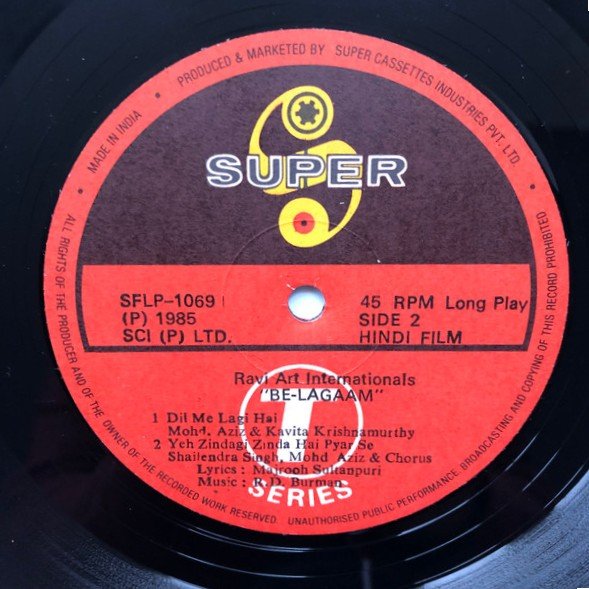 PRODUCED & MARKETED BY SUPER CASSETTES INDUSTRIES PVT. LTD.
MADE IN INDIA
SUPER
SFLP-1069
45 RPM Long Play
(P) 1985
SIDE 2
SCI (P) LTD.
HINDI FILM
Ravi Art Internationals
"BE-LAGAAM"
1 Dil Me Lagi Hai
Mohd. Aziz & Kavita Krishnamurthy
2 Yeh Zindagi Zinda Hai Pyar Se
Shailendra Singh, Mohd Aziz & Chorus
Lyrics : Majrooh Sultanpuri
Music : R.D. Burman
T
SERIES
ALL RIGHTS OF THE PRODUCER AND OF THE OWNER OF THE RECORDED WORK RESERVED. UNAUTHORISED PUBLIC PERFORMANCE, BROADCASTING AND COPYING OF THIS RECORD PROHIBITED